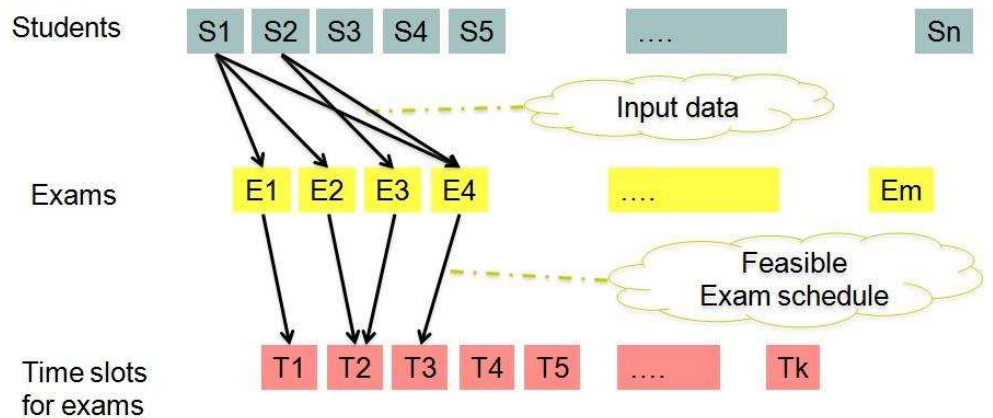 Students S1 S2 S3 S4 S5 .... Sn
Input data
Exams E1 E2 E3 E4 .... Em
Feasible
Exam schedule
Time slots
for exams
T1 T2 T3 T4 T5 .... Tk